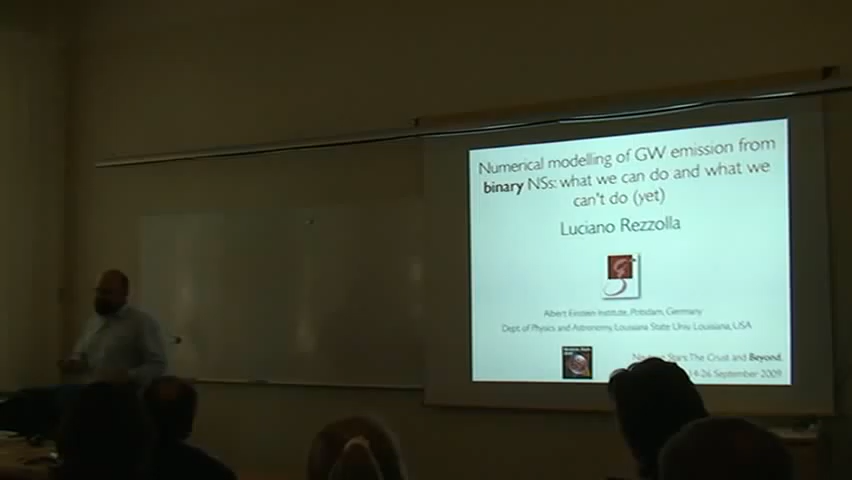 Numerical modelling of GW emission from
binary NSs: what we can do and what we
can't do (yet)
Luciano Rezzolla
Albert Einstein Institute, Potsdam, Germany
Dept. of Physics and Astronomy, Louisiana State Univ. Louisiana, USA
Stars: The Crust and Beyond,
September 2009